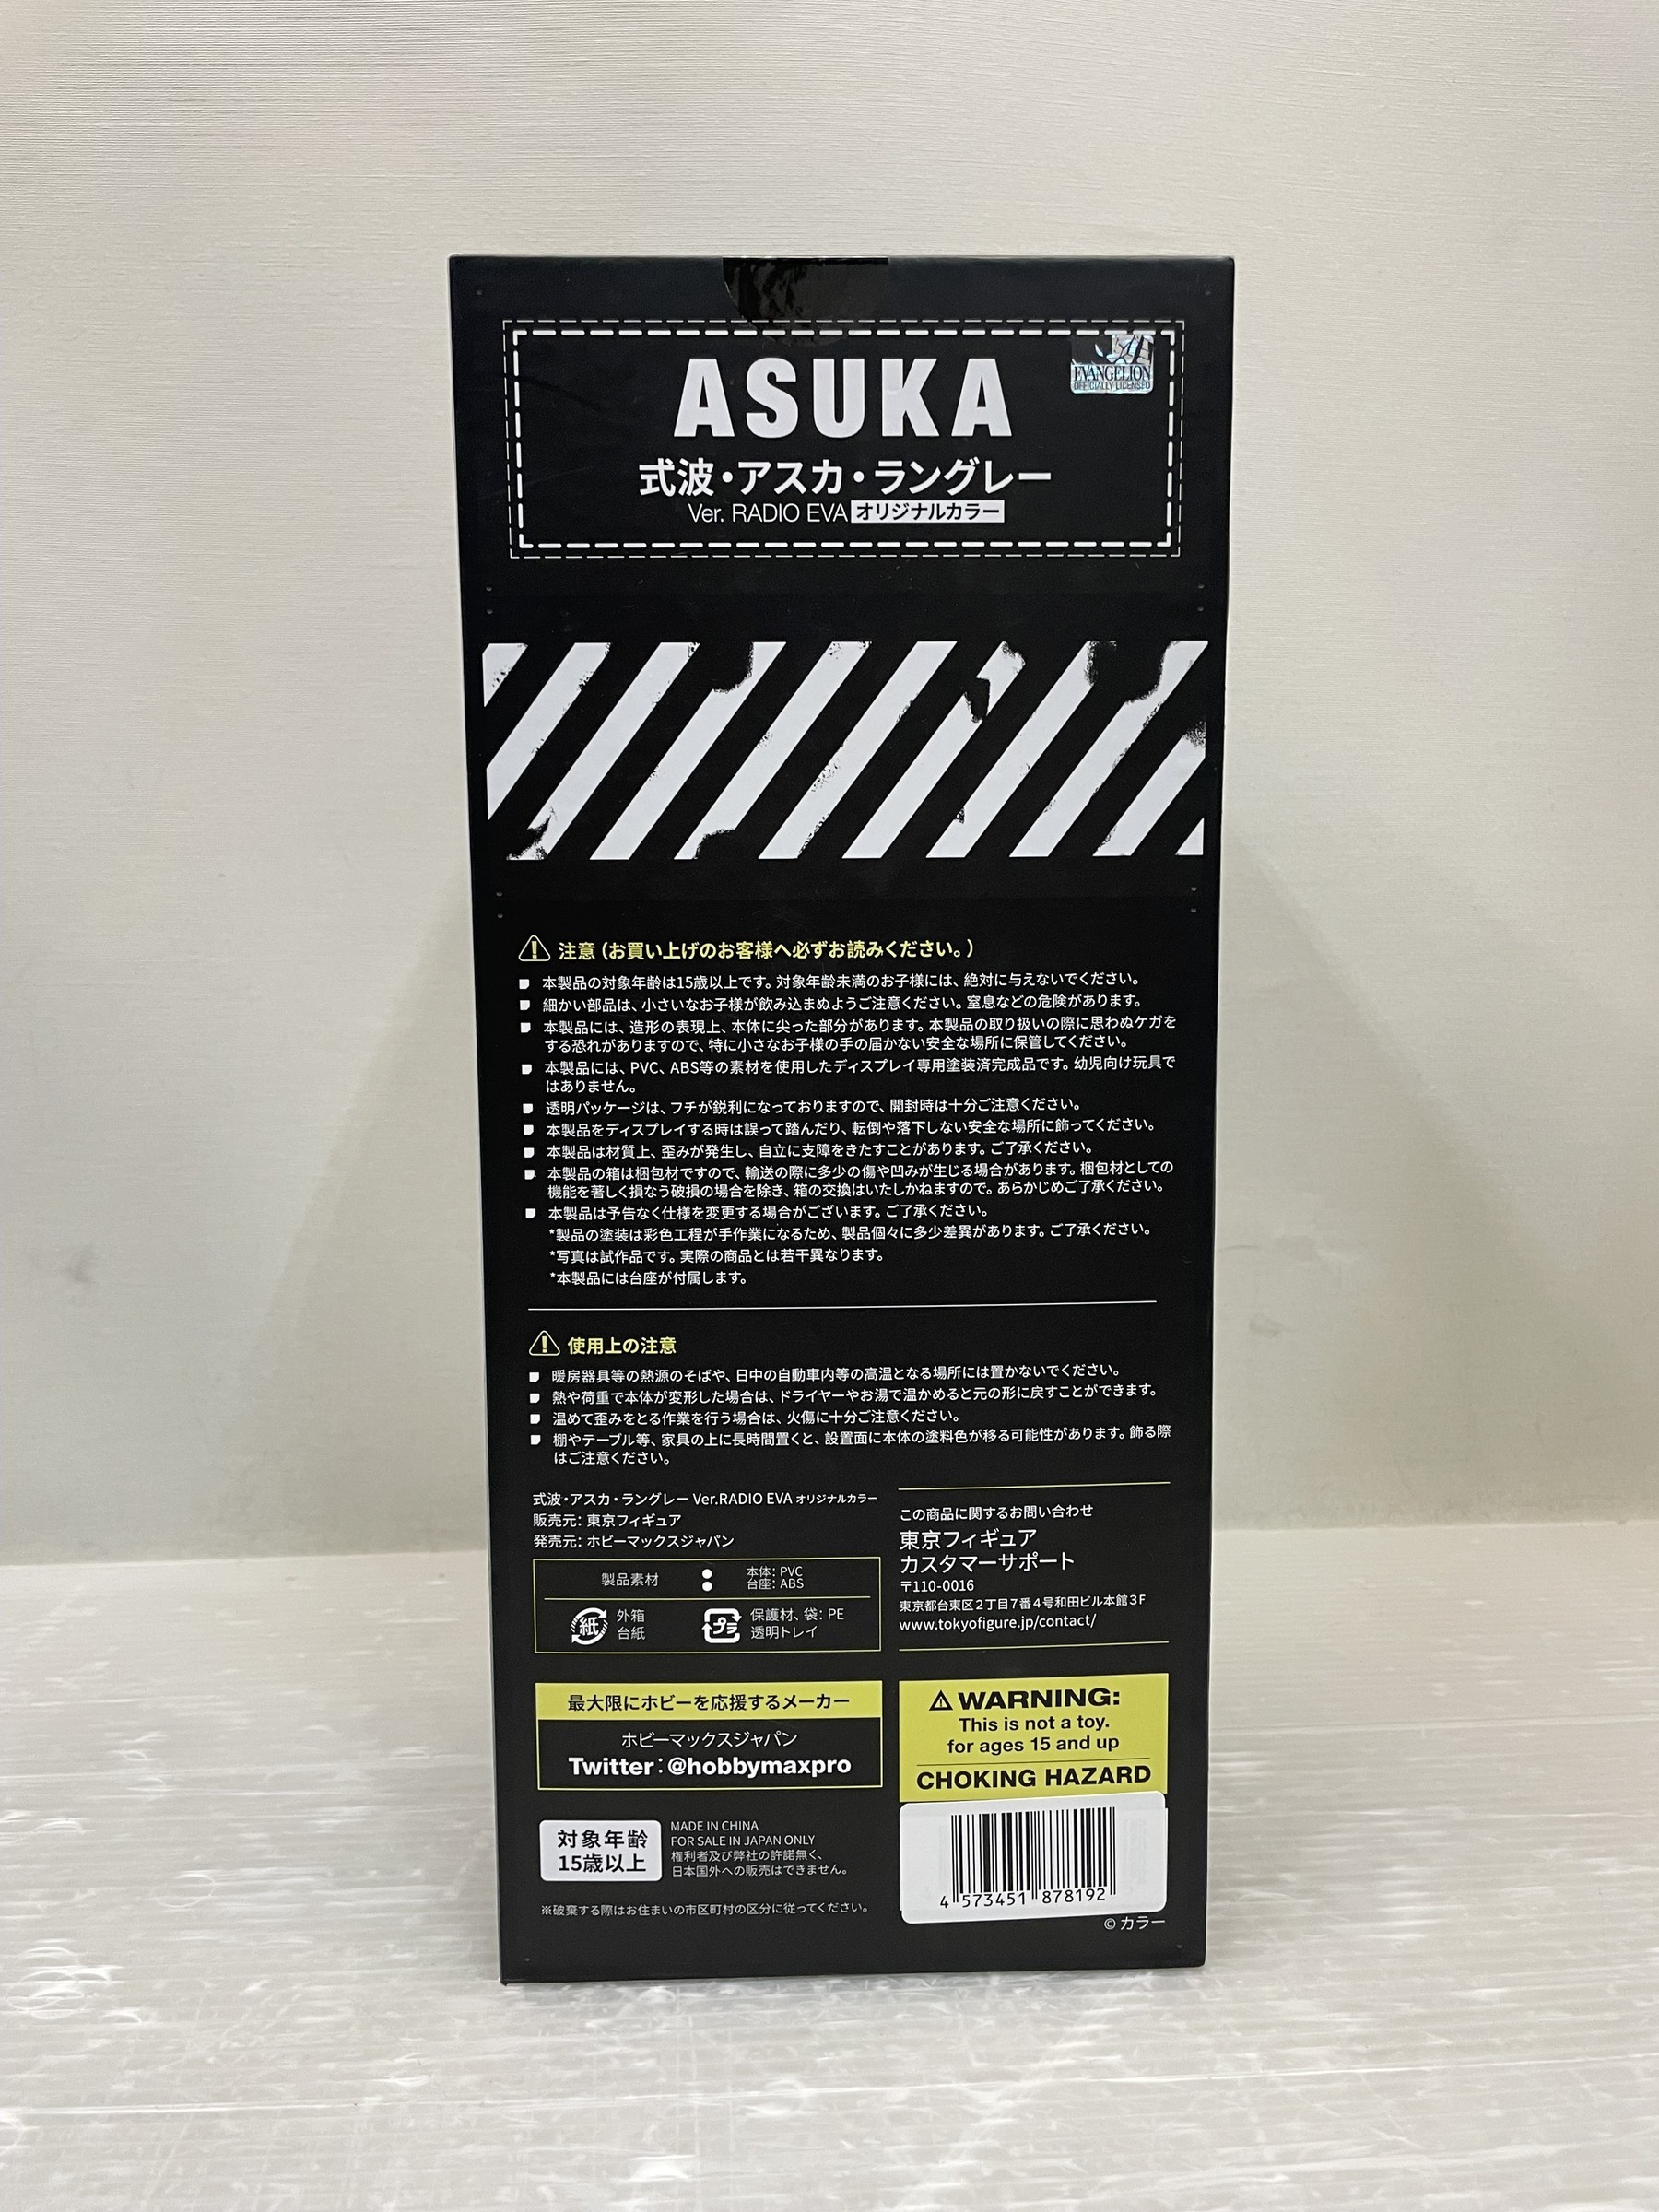 ASUKA
EVANGELION
OFFICIALLY LICENSED
式波・アスカ・ラングレー
Ver. RADIO EVA オリジナルカラー
注意（お買い上げのお客様へ必ずお読みください。）
本製品の対象年齢は15歳以上です。対象年齢未満のお子様には、絶対に与えないでください。
細かい部品は、小さいなお子様が飲み込まぬようご注意ください。窒息などの危険があります。
本製品には、造形の表現上、本体に尖った部分があります。本製品の取り扱いの際に思わぬケガを
する恐れがありますので、特に小さなお子様の手の届かない安全な場所に保管してください。
本製品には、PVC、ABS等の素材を使用したディスプレイ専用塗装済完成品です。幼児向け玩具で
はありません。
透明パッケージは、フチが鋭利になっておりますので、開封時は十分ご注意ください。
本製品をディスプレイする時は誤って踏んだり、転倒や落下しない安全な場所に飾ってください。
本製品は材質上、歪みが発生し、自立に支障をきたすことがあります。ご了承ください。
本製品の箱は梱包材ですので、輸送の際に多少の傷や凹みが生じる場合があります。梱包材としての
機能を著しく損なう破損の場合を除き、箱の交換はいたしかねますので。あらかじめご了承ください。
本製品は予告なく仕様を変更する場合がございます。ご了承ください。
*製品の塗装は彩色工程が手作業になるため、製品個々に多少差異があります。ご了承ください。
*写真は試作品です。実際の商品とは若干異なります。
*本製品には台座が付属します。
使用上の注意
暖房器具等の熱源のそばや、日中の自動車内等の高温となる場所には置かないでください。
熱や荷重で本体が変形した場合は、ドライヤーやお湯で温かめると元の形に戻すことができます。
温めて歪みをとる作業を行う場合は、火傷に十分ご注意ください。
棚やテーブル等、家具の上に長時間置くと、設置面に本体の塗料色が移る可能性があります。飾る際
はご注意ください。
式波・アスカ・ラングレー Ver.RADIO EVA オリジナルカラー
販売元：東京フィギュア
発売元：ホビーマックスジャパン
製品素材
本体：PVC
台座：ABS
紙
外箱
台紙
プラ
保護材、袋：PE
透明トレイ
この商品に関するお問い合わせ
東京フィギュア
カスタマーサポート
〒110-0016
東京都台東区２丁目７番４号和田ビル本館３F
www.tokyofigure.jp/contact/
最大限にホビーを応援するメーカー
ホビーマックスジャパン
Twitter：@hobbymaxpro
WARNING:
This is not a toy.
for ages 15 and up
CHOKING HAZARD
対象年齢
15歳以上
MADE IN CHINA
FOR SALE IN JAPAN ONLY
権利者及び弊社の許諾無く、
日本国外への販売はできません。
※破棄する際はお住まいの市区町村の区分に従ってください。
4 573451 878192
© カラー